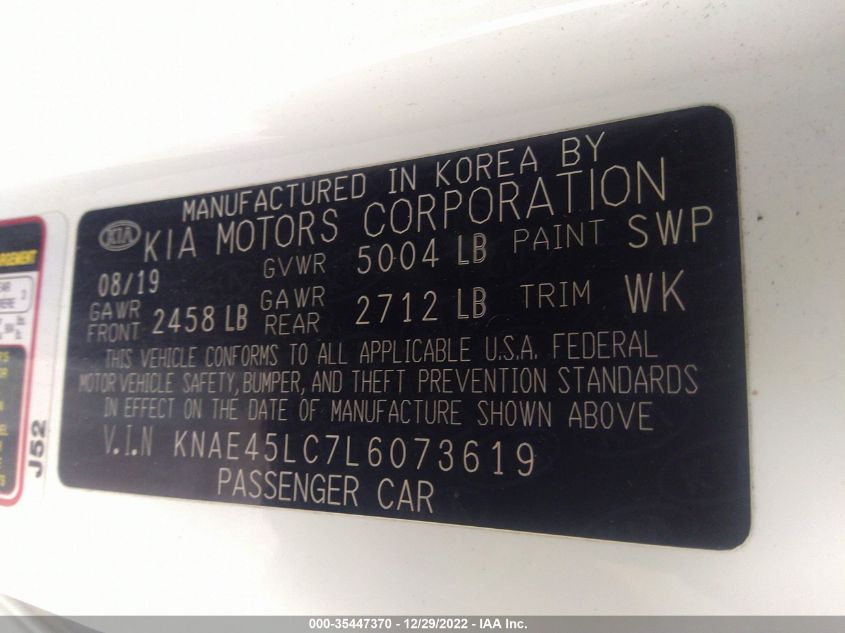 MANUFACTURED IN KOREA BY
KIA KIA MOTORS CORPORATION
08/19 GVWR 5004 LB PAINT SWP
GAWR FRONT 2458 LB GAWR REAR 2712 LB TRIM WK
THIS VEHICLE CONFORMS TO ALL APPLICABLE U.S.A. FEDERAL
MOTOR VEHICLE SAFETY, BUMPER, AND THEFT PREVENTION STANDARDS
IN EFFECT ON THE DATE OF MANUFACTURE SHOWN ABOVE
V.I.N KNAE45LC7L6073619
PASSENGER CAR
J52
000-35447370 - 12/29/2022 - IAA Inc.